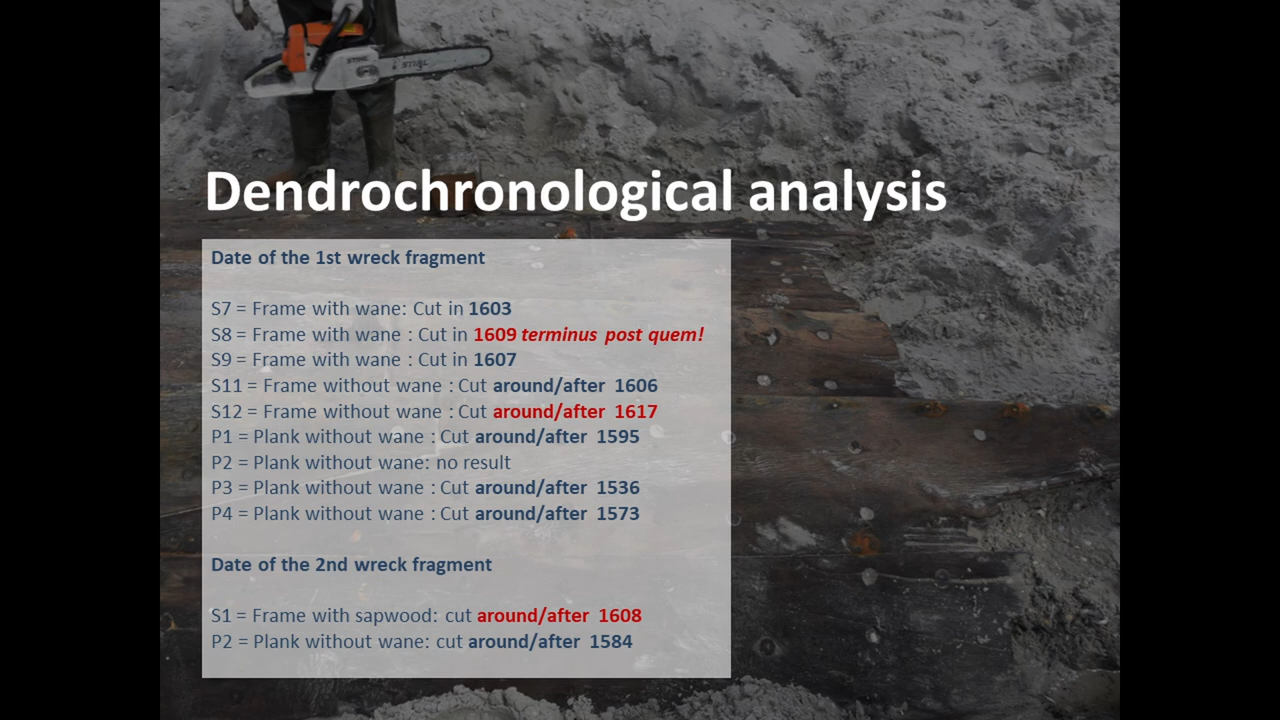 STIHL
STIHL
Dendrochronological analysis
Date of the 1st wreck fragment
S7 = Frame with wane: Cut in 1603
S8 = Frame with wane : Cut in 1609 terminus post quem!
S9 = Frame with wane : Cut in 1607
S11 = Frame without wane : Cut around/after 1606
S12 = Frame without wane : Cut around/after 1617
P1 = Plank without wane : Cut around/after 1595
P2 = Plank without wane: no result
P3 = Plank without wane : Cut around/after 1536
P4 = Plank without wane : Cut around/after 1573
Date of the 2nd wreck fragment
S1 = Frame with sapwood: cut around/after 1608
P2 = Plank without wane: cut around/after 1584